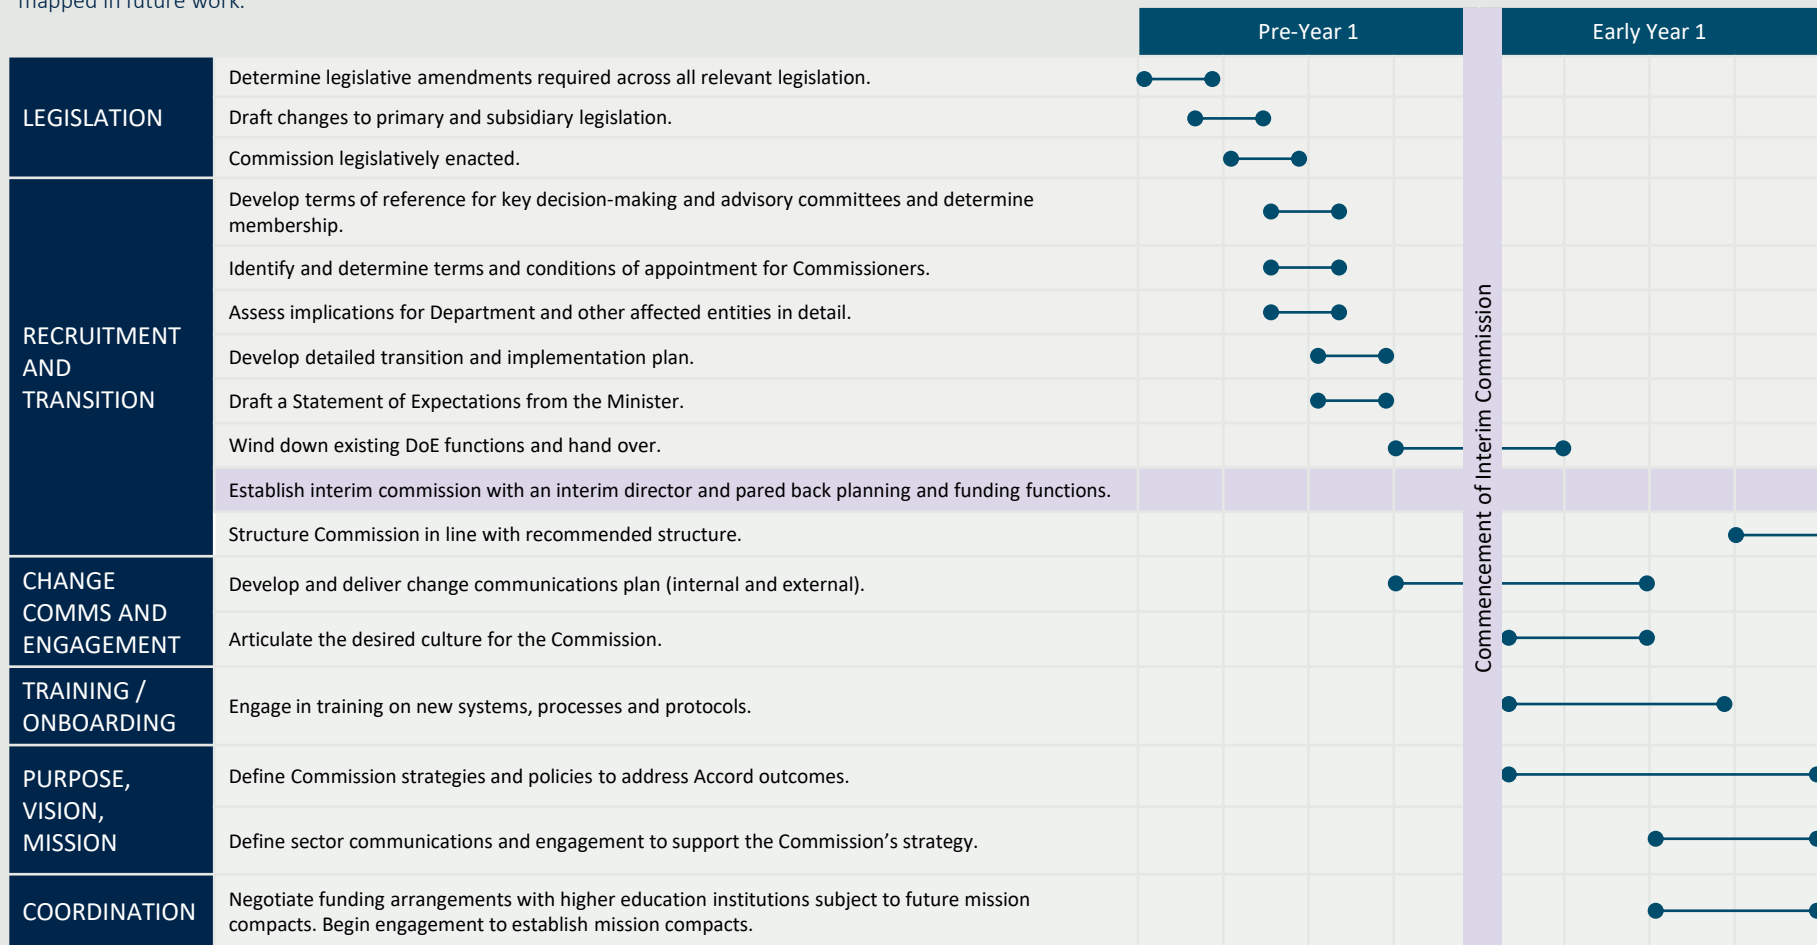 mapped in future work.
Pre-Year 1
Early Year 1
LEGISLATION
Determine legislative amendments required across all relevant legislation.
Draft changes to primary and subsidiary legislation.
Commission legislatively enacted.
RECRUITMENT
AND
TRANSITION
Develop terms of reference for key decision-making and advisory committees and determine
membership.
Identify and determine terms and conditions of appointment for Commissioners.
Assess implications for Department and other affected entities in detail.
Develop detailed transition and implementation plan.
Draft a Statement of Expectations from the Minister.
Wind down existing DoE functions and hand over.
Establish interim commission with an interim director and pared back planning and funding functions.
Structure Commission in line with recommended structure.
Commencement of Interim Commission
CHANGE
COMMS AND
ENGAGEMENT
Develop and deliver change communications plan (internal and external).
Articulate the desired culture for the Commission.
TRAINING /
ONBOARDING
Engage in training on new systems, processes and protocols.
PURPOSE,
VISION,
MISSION
Define Commission strategies and policies to address Accord outcomes.
Define sector communications and engagement to support the Commission’s strategy.
COORDINATION
Negotiate funding arrangements with higher education institutions subject to future mission
compacts. Begin engagement to establish mission compacts.